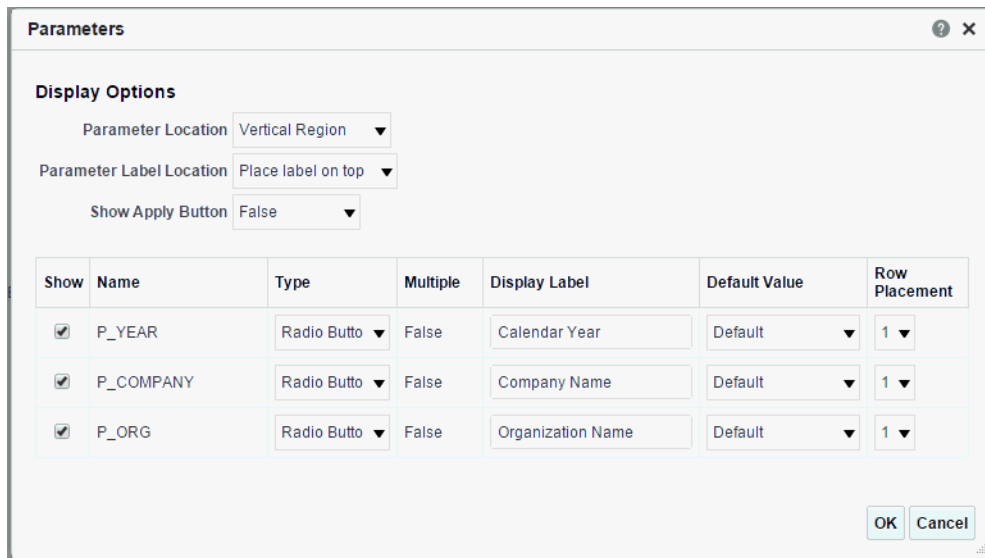 Parameters
Display Options
Parameter Location Vertical Region
Parameter Label Location Place label on top
Show Apply Button False
Show Name Type Multiple Display Label Default Value Row Placement
P_YEAR Radio Butto False Calendar Year Default 1
P_COMPANY Radio Butto False Company Name Default 1
P_ORG Radio Butto False Organization Name Default 1
OK Cancel